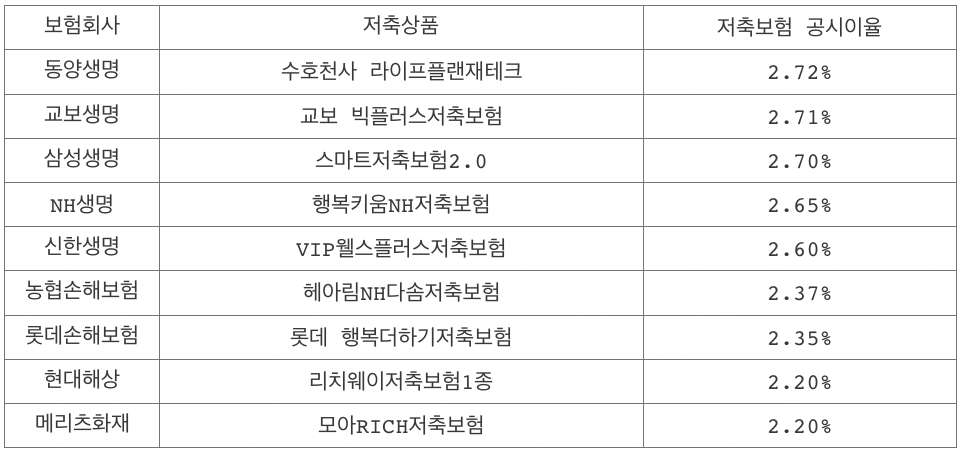 보험회사 저축상품 저축보험 공시이율
동양생명 수호천사 라이프플랜재테크 2.72%
교보생명 교보 빅플러스저축보험 2.71%
삼성생명 스마트저축보험2.0 2.70%
NH생명 행복키움NH저축보험 2.65%
신한생명 VIP웰스플러스저축보험 2.60%
농협손해보험 헤아림NH다솜저축보험 2.37%
롯데손해보험 롯데 행복더하기저축보험 2.35%
현대해상 리치웨이저축보험1종 2.20%
메리츠화재 모아RICH저축보험 2.20%